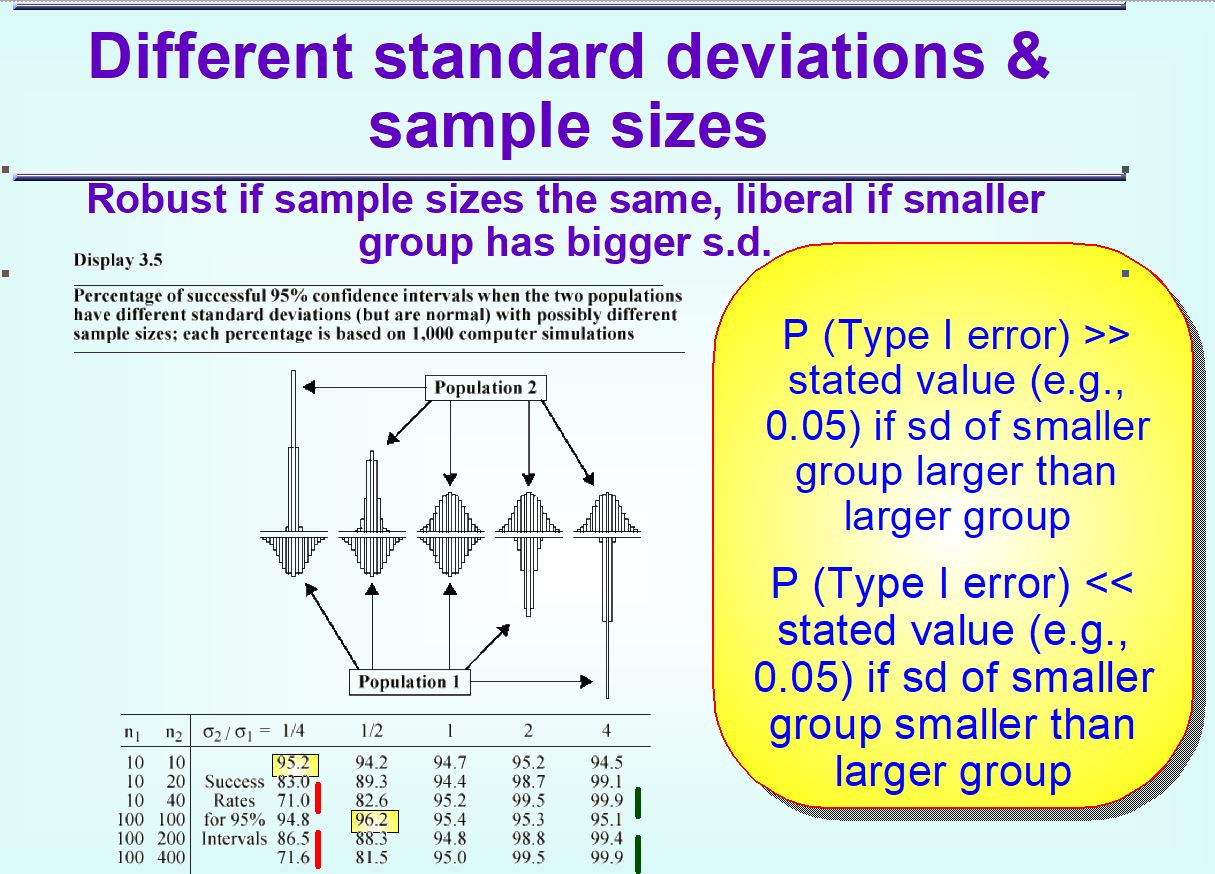 Different standard deviations &
sample sizes
Robust if sample sizes the same, liberal if smaller
group has bigger s.d.
Display 3.5
Percentage of successful 95% confidence intervals when the two populations
have different standard deviations (but are normal) with possibly different
sample sizes; each percentage is based on 1,000 computer simulations
Population 2
Population 1
n1 n2 σ2 / σ1 = 1/4 1/2 1 2 4
10 10 95.2 94.2 94.7 95.2 94.5
10 20 Success 83.0 89.3 94.4 98.7 99.1
10 40 Rates 71.0 82.6 95.2 99.5 99.9
100 100 for 95% 94.8 96.2 95.4 95.3 95.1
100 200 Intervals 86.5 88.3 94.8 98.8 99.4
100 400 71.6 81.5 95.0 99.5 99.9
P (Type I error) >>
stated value (e.g.,
0.05) if sd of smaller
group larger than
larger group
P (Type I error) <<
stated value (e.g.,
0.05) if sd of smaller
group smaller than
larger group